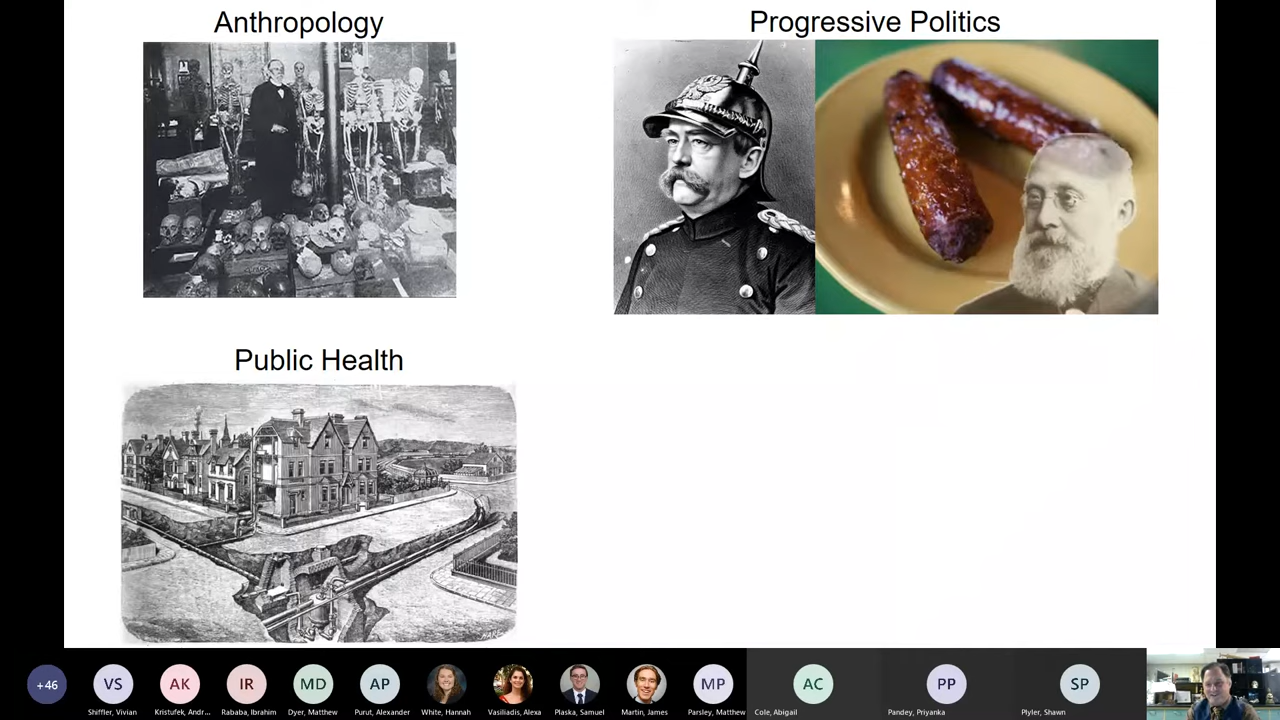 Anthropology
Progressive Politics
Public Health
+46
VS
AK
IR
MD
AP
MP
AC
PP
SP
Shiffler, Vivian
Kristufek, Andr...
Rababa, Ibrahim
Dyer, Matthew
Purut, Alexander
White, Hannah
Vasiliadis, Alexa
Plaska, Samuel
Martin, James
Parsley, Matthew
Cole, Abigail
Pandey, Priyanka
Plyler, Shawn